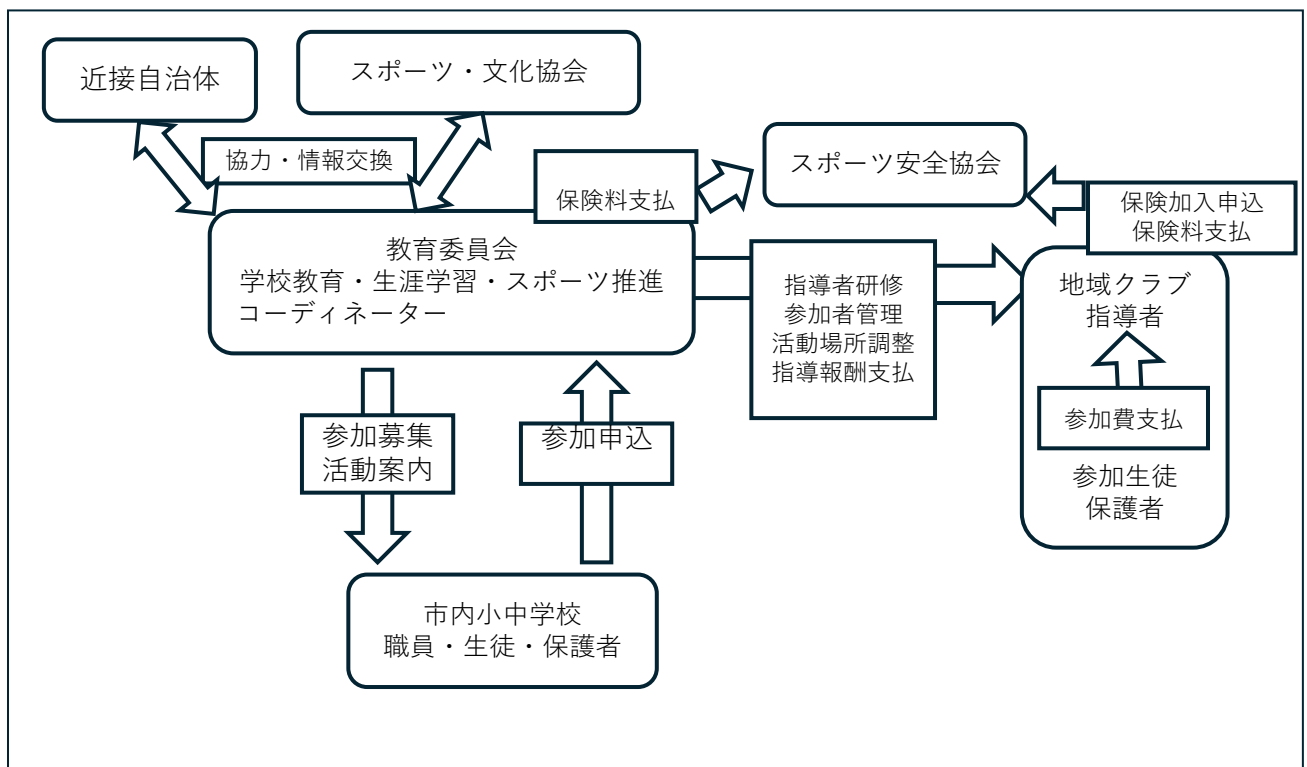 近接自治体
スポーツ・文化協会
協力・情報交換
保険料支払
スポーツ安全協会
保険加入申込
保険料支払
教育委員会
学校教育・生涯学習・スポーツ推進
コーディネーター
指導者研修
参加者管理
活動場所調整
指導報酬支払
地域クラブ
指導者
参加費支払
参加生徒
保護者
参加募集
活動案内
参加申込
市内小中学校
職員・生徒・保護者